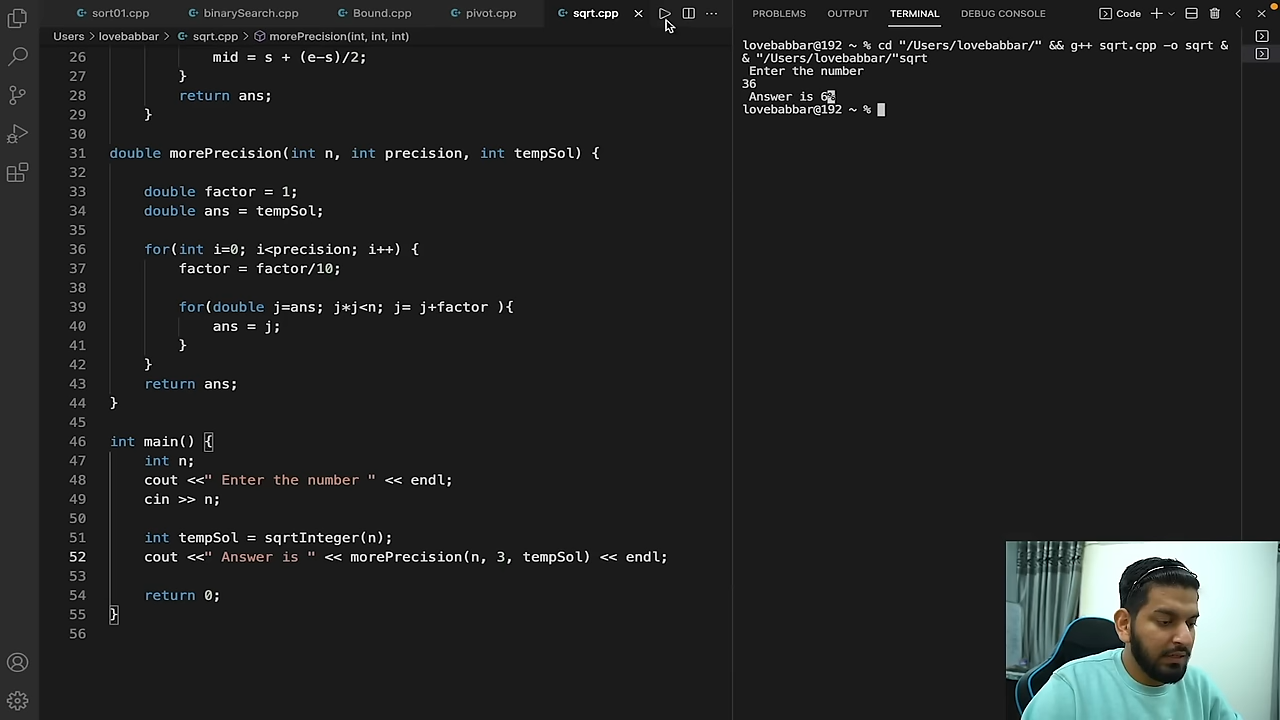 sort01.cpp
binarySearch.cpp
Bound.cpp
pivot.cpp
sqrt.cpp
Users > lovebabbar > sqrt.cpp > morePrecision(int, int, int)
26 mid = s + (e-s)/2;
27 }
28 return ans;
29 }
30
31 double morePrecision(int n, int precision, int tempSol) {
32
33 double factor = 1;
34 double ans = tempSol;
35
36 for(int i=0; i<precision; i++) {
37 factor = factor/10;
38
39 for(double j=ans; j*j<n; j= j+factor ){
40 ans = j;
41 }
42 }
43 return ans;
44 }
45
46 int main() {
47 int n;
48 cout <<" Enter the number " << endl;
49 cin >> n;
50
51 int tempSol = sqrtInteger(n);
52 cout <<" Answer is " << morePrecision(n, 3, tempSol) << endl;
53
54 return 0;
55 }
56
PROBLEMS OUTPUT TERMINAL DEBUG CONSOLE
Code
lovebabbar@192 ~ % cd "/Users/lovebabbar/" && g++ sqrt.cpp -o sqrt &
& "/Users/lovebabbar/"sqrt
Enter the number
36
Answer is 6%
lovebabbar@192 ~ %